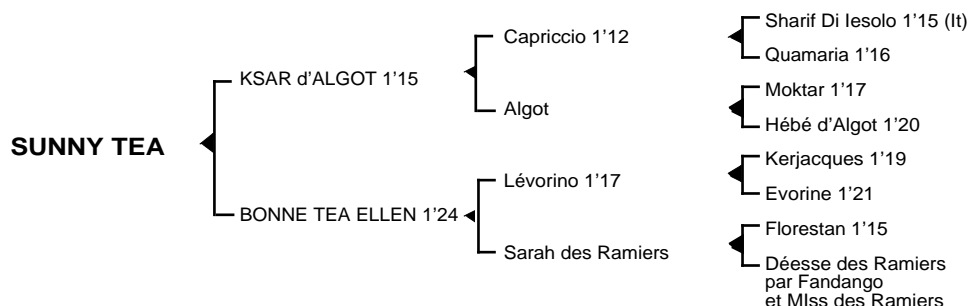 SUNNY TEA
KSAR d'ALGOT 1'15
BONNE TEA ELLEN 1'24
Capriccio 1'12
Algot
Lévorino 1'17
Sarah des Ramiers
Sharif Di Iesolo 1'15 (It)
Quamaria 1'16
Moktar 1'17
Hébé d'Algot 1'20
Kerjacques 1'19
Evorine 1'21
Florestan 1'15
Déesse des Ramiers
par Fandango
et MIss des Ramiers